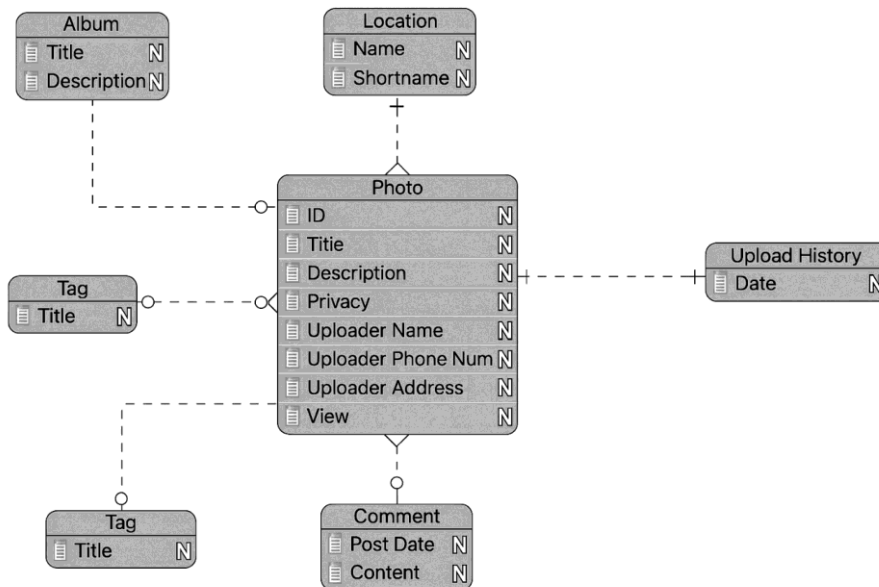 Album
Title N
Description N
Location
Name N
Shortname N
Photo
ID N
Titie N
Description N
Privacy N
Uploader Name N
Uploader Phone Num N
Uploader Address N
View N
Upload History
Date N
Tag
Title N
Tag
Title N
Comment
Post Date N
Content N